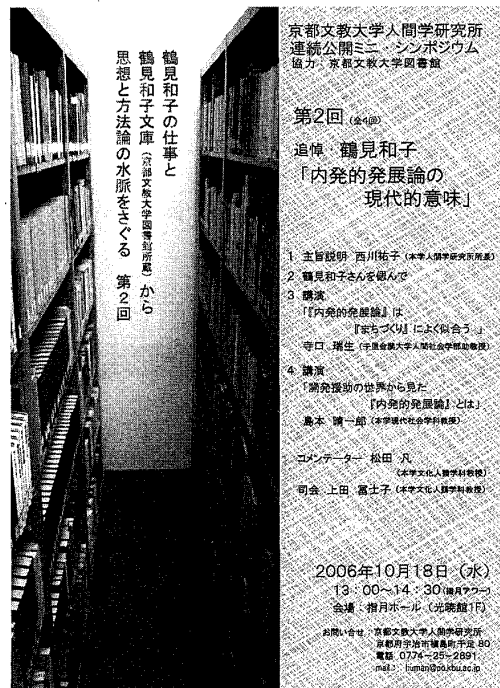 京都文教大学人間学研究所
連続公開ミニ・シンポジウム
協力：京都文教大学図書館
第2回（全4回）
追悼・鶴見和子
「内発的発展論の
現代的意味」
1 主旨説明 西川祐子（本学人間学研究所所長）
2 鶴見和子さんを偲んで
3 講演
「『内発的発展論』は
『まちづくり』によく似合う」
寺口 瑞生（千里金蘭大学人間社会学部助教授）
4 講演
「開発援助の世界から見た
『内発的発展論』とは」
島本 晴一郎（本学現代社会学科教授）
コメンテーター 松田 凡
（本学文化人類学科教授）
司会 上田 冨士子（本学文化人類学科教授）
2006年10月18日（水）
13：00～14：30（指月アワー）
会場：指月ホール（光暁館1F）
お問い合せ：京都文教大学人間学研究所
京都府宇治市槇島町千足 80
電話 0774－25－2891
mail： human@po.kbu.ac.jp
鶴見和子の仕事と
鶴見和子文庫（京都文教大学図書館所蔵）から
思想と方法論の水脈をさぐる 第2回